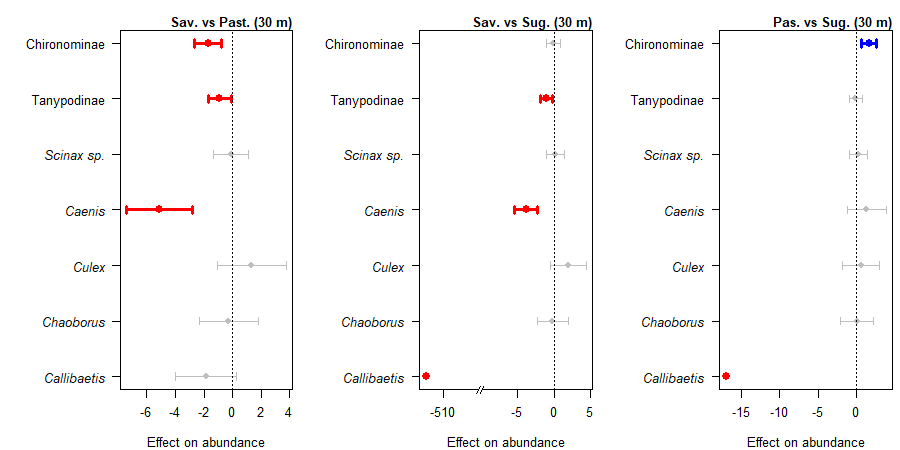 Sav. vs Past. (30 m)
Chironominae
Tanypodinae
Scinax sp.
Caenis
Culex
Chaoborus
Callibaetis
-6 -4 -2 0 2 4
Effect on abundance
Sav. vs Sug. (30 m)
Chironominae
Tanypodinae
Scinax sp.
Caenis
Culex
Chaoborus
Callibaetis
-510 -5 0 5
Effect on abundance
Pas. vs Sug. (30 m)
Chironominae
Tanypodinae
Scinax sp.
Caenis
Culex
Chaoborus
Callibaetis
-15 -10 -5 0
Effect on abundance